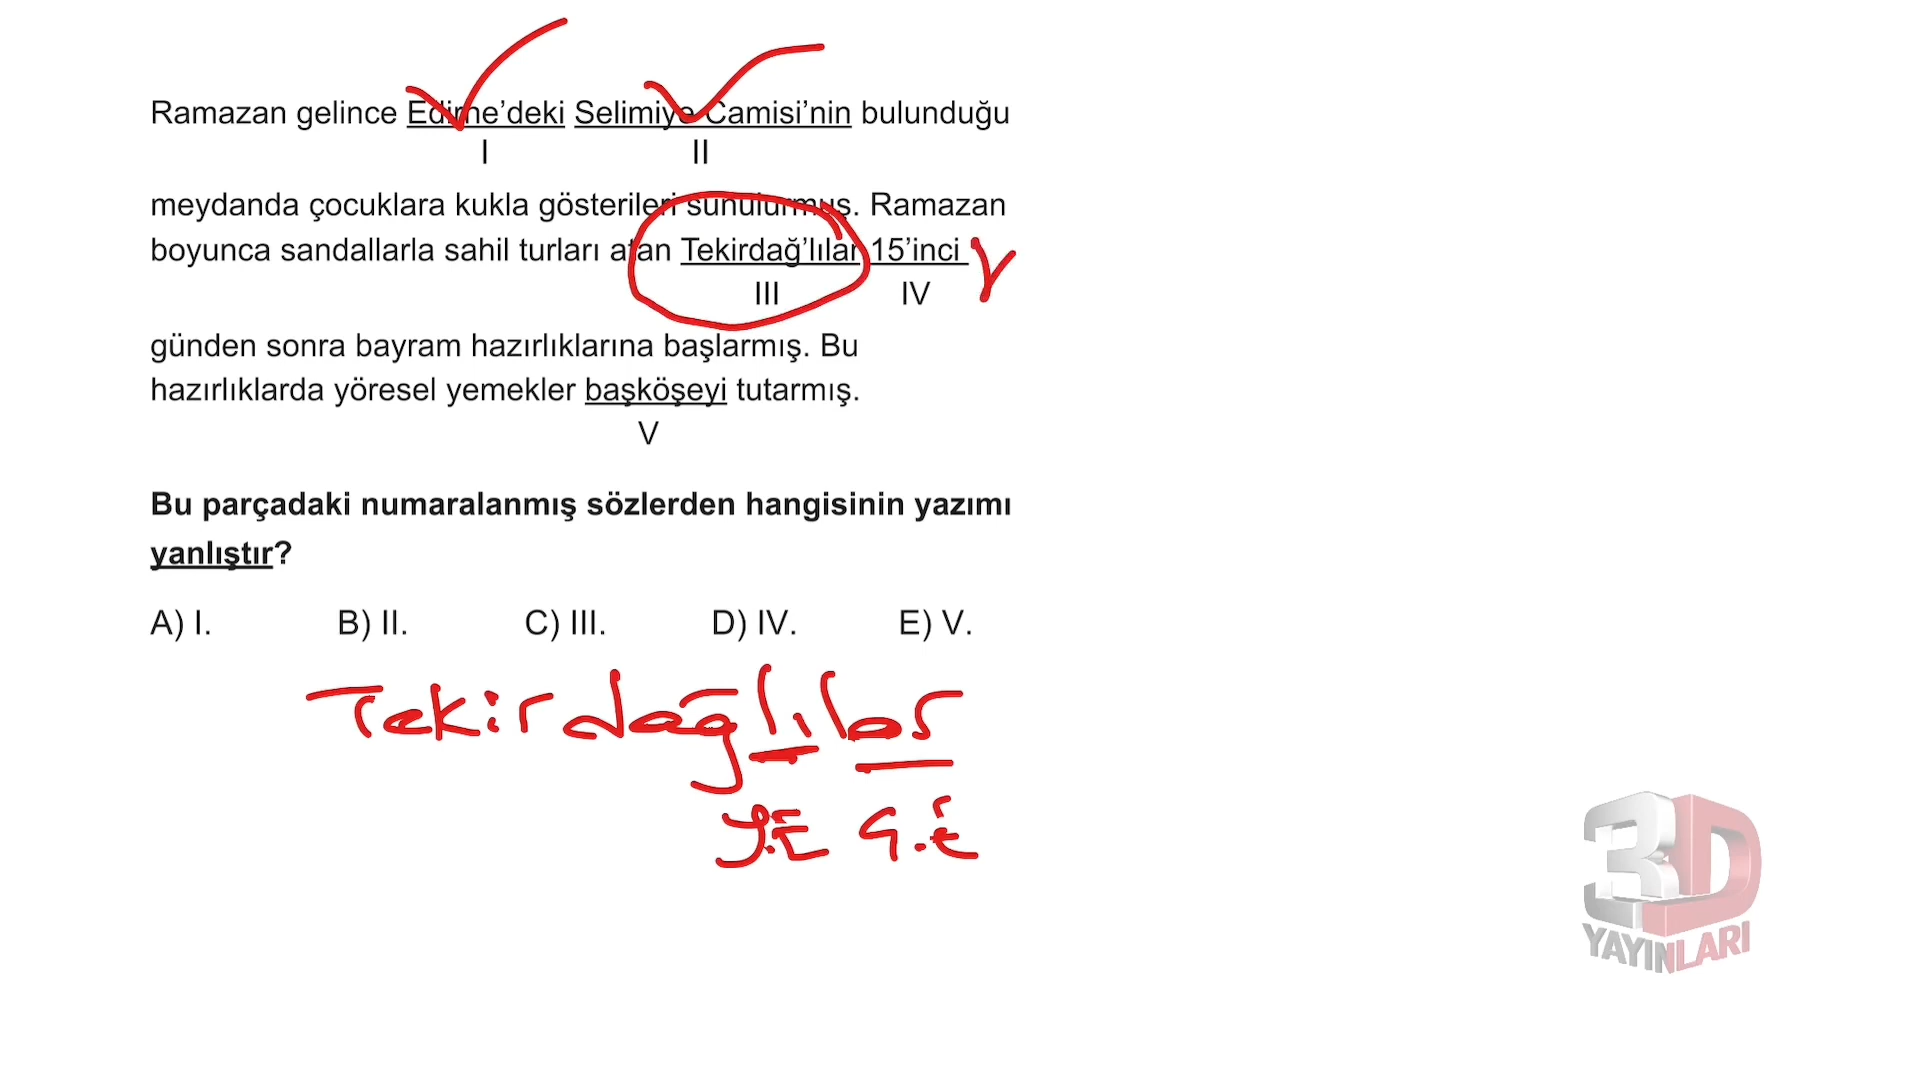 Ramazan gelince Edirne'deki Selimiye Camisi'nin bulunduğu
I II
meydanda çocuklara kukla gösterileri sunulurmuş. Ramazan
boyunca sandallarla sahil turları atan Tekirdağ'lılar 15'inci
III IV
günden sonra bayram hazırlıklarına başlarmış. Bu
hazırlıklarda yöresel yemekler başköşeyi tutarmış.
V
Bu parçadaki numaralanmış sözlerden hangisinin yazımı
yanlıştır?
A) I. B) II. C) III. D) IV. E) V.
Tekirdağlılar
Y.E Ç.E
3D
YAYINLARI